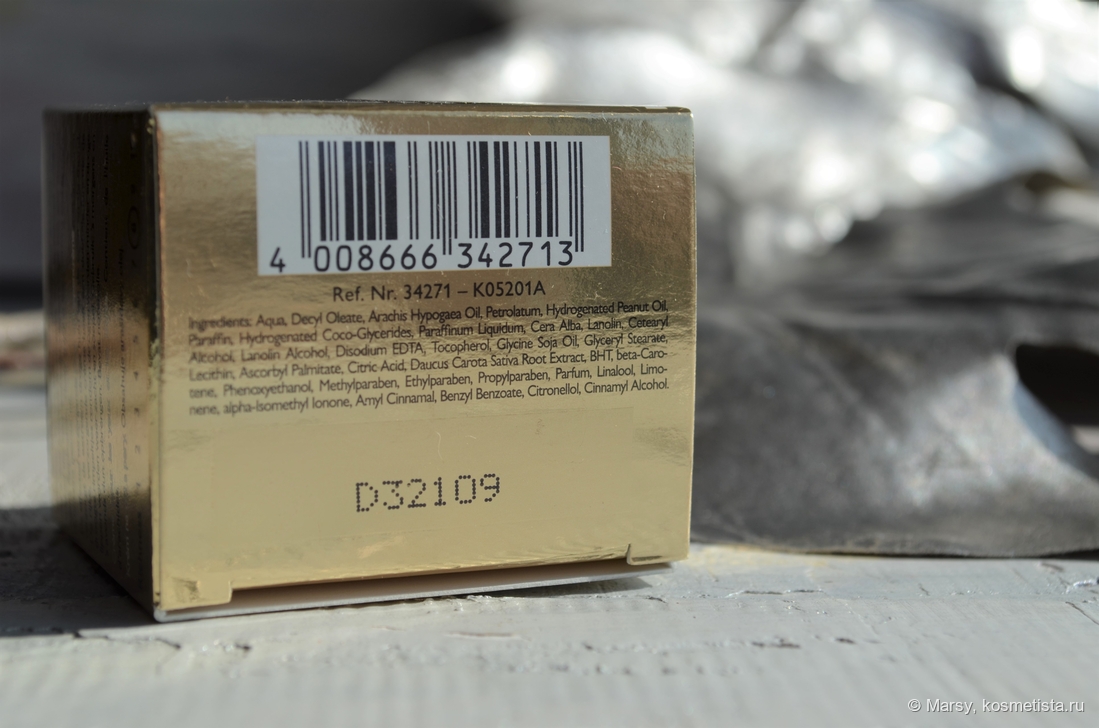 4 008666 342713
Ref. Nr. 34271 – K05201A
Ingredients: Aqua, Decyl Oleate, Arachis Hypogaea Oil, Petrolatum, Hydrogenated Peanut Oil,
Paraffin, Hydrogenated Coco-Glycerides, Paraffinum Liquidum, Cera Alba, Lanolin, Cetearyl
Alcohol, Lanolin Alcohol, Disodium EDTA, Tocopherol, Glycine Soja Oil, Glyceryl Stearate,
Lecithin, Ascorbyl Palmitate, Citric Acid, Daucus Carota Sativa Root Extract, BHT, beta-Caro-
tene, Phenoxyethanol, Methylparaben, Ethylparaben, Propylparaben, Parfum, Linalool, Limo-
nene, alpha-Isomethyl Ionone, Amyl Cinnamal, Benzyl Benzoate, Citronellol, Cinnamyl Alcohol.
D32109
© Marsy, kosmetista.ru